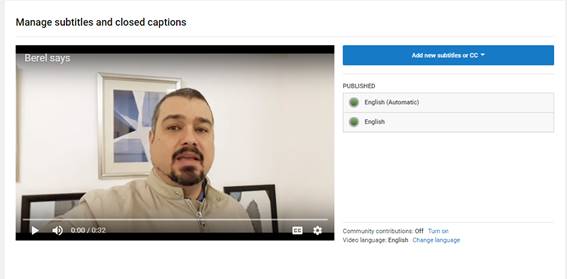 Manage subtitles and closed captions
Berel says
Add new subtitles or CC
PUBLISHED
English (Automatic)
English
0:00 / 0:32
CC
Community contributions: Off Turn on
Video language: English Change language